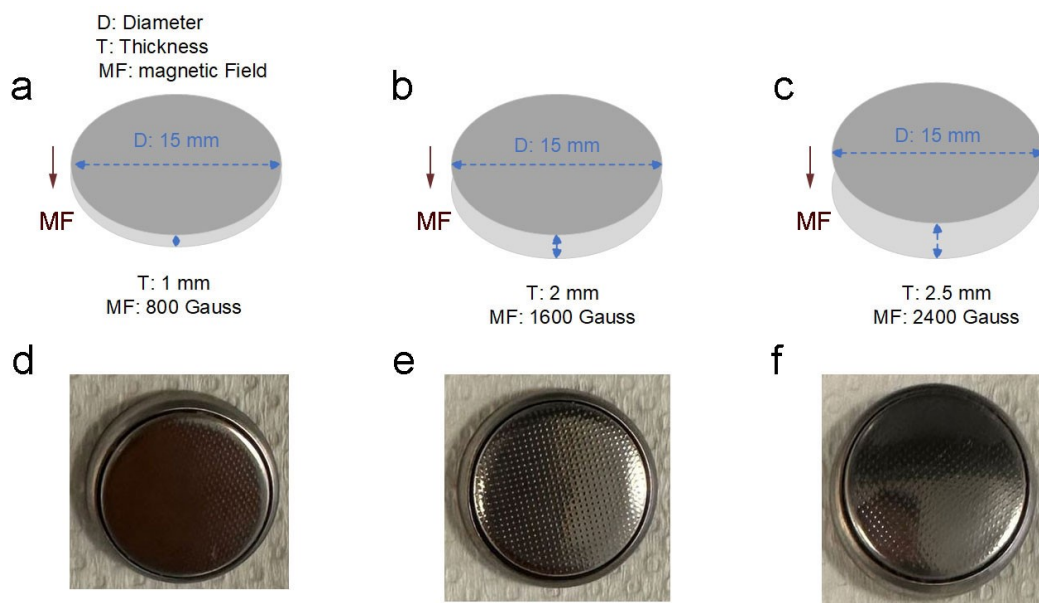 D: Diameter
T: Thickness
MF: magnetic Field
a
b
c
D: 15 mm
D: 15 mm
D: 15 mm
MF
MF
MF
T: 1 mm
MF: 800 Gauss
T: 2 mm
MF: 1600 Gauss
T: 2.5 mm
MF: 2400 Gauss
d
e
f